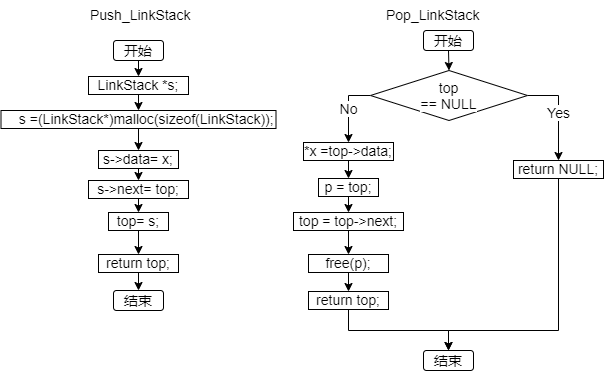 Push_LinkStack
开始
LinkStack *s;
s =(LinkStack*)malloc(sizeof(LinkStack));
s->data= x;
s->next= top;
top= s;
return top;
结束
Pop_LinkStack
开始
top
== NULL
No
Yes
*x =top->data;
p = top;
top = top->next;
free(p);
return top;
return NULL;
结束